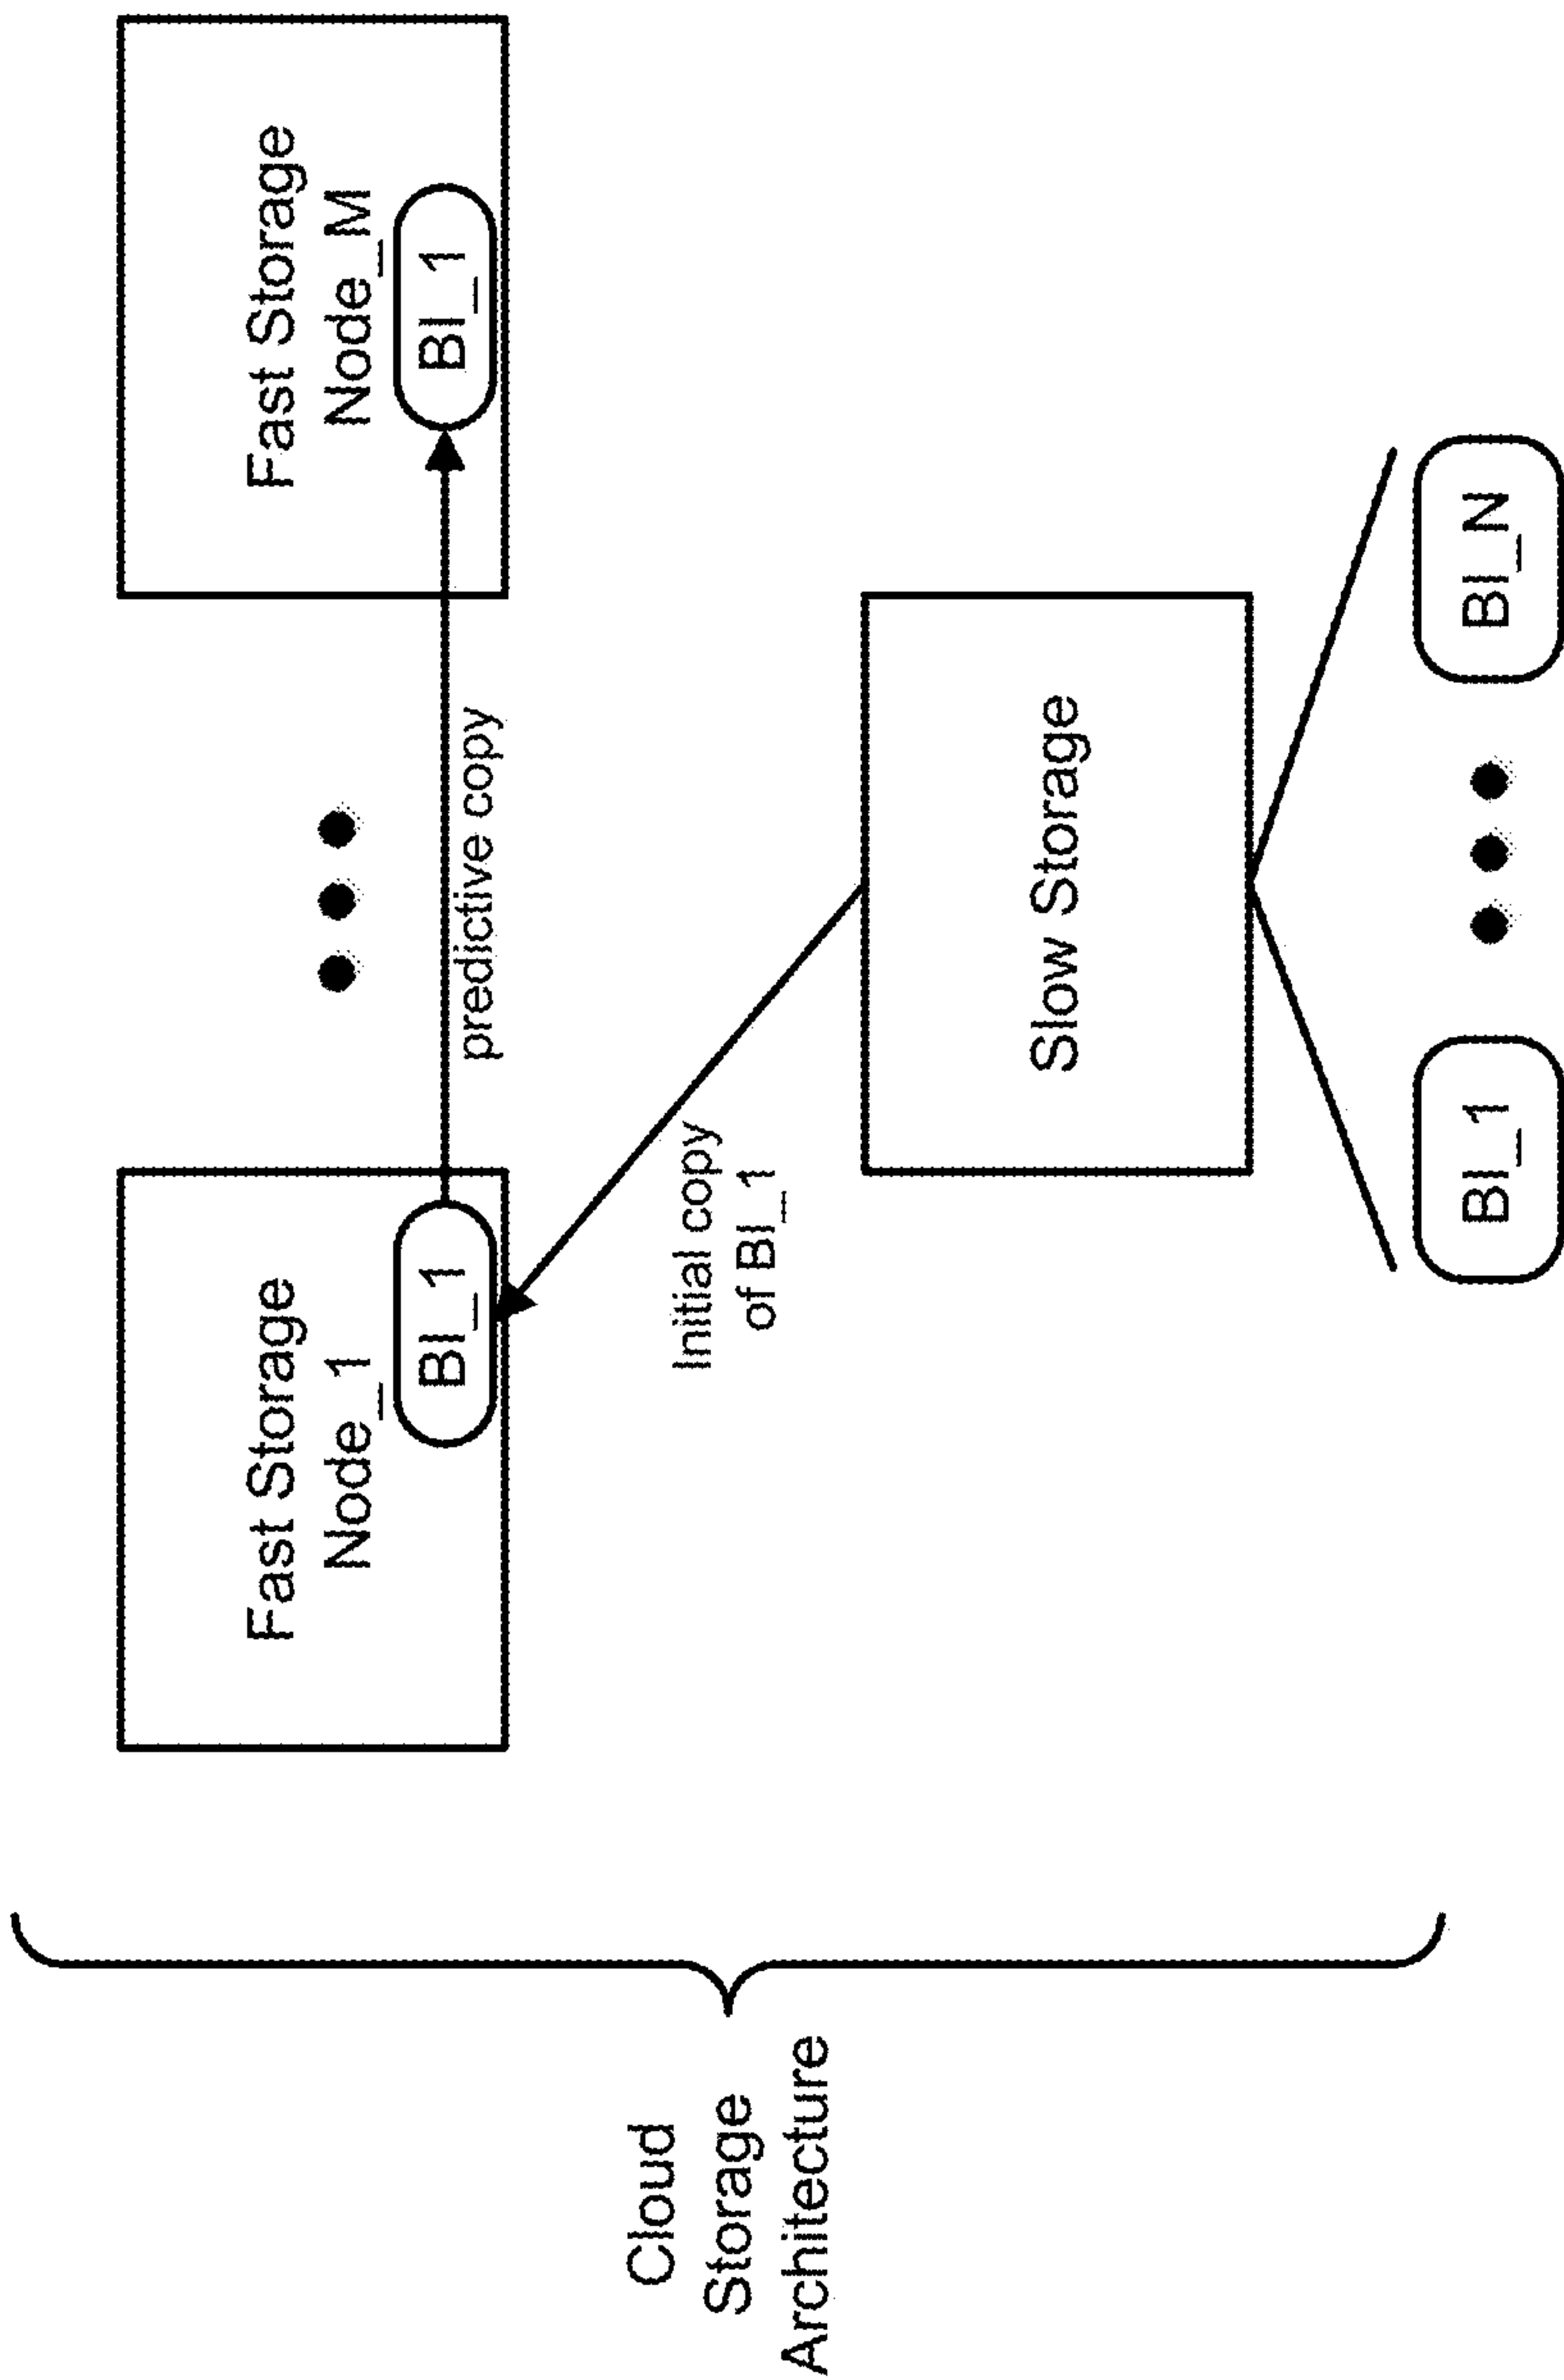 Cloud
Storage
Architecture
Fast Storage
Node_1
BI_1
predictive copy
Fast Storage
Node_M
BI_1
Initial copy
of BI_1
Slow Storage
BI_1
BI_N